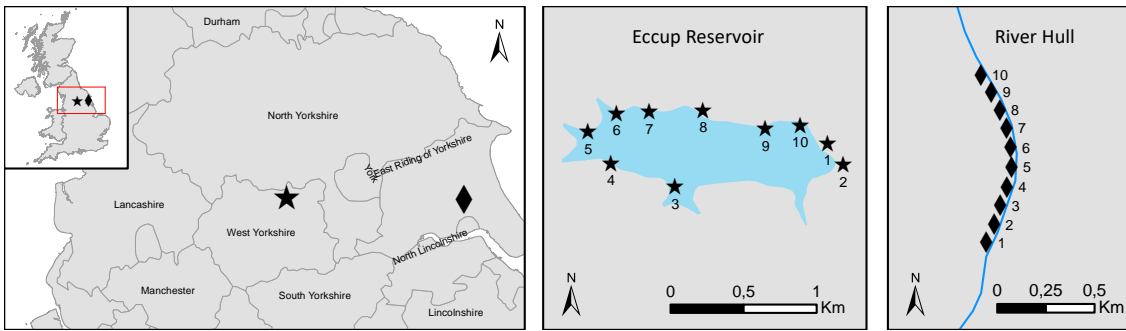 Durham
N
North Yorkshire
York
East Riding of Yorkshire
Lancashire
West Yorkshire
North Lincolnshire
Manchester
South Yorkshire
Lincolnshire
Eccup Reservoir
6
7
8
5
9
10
1
4
2
3
N
0 0,5 1
Km
River Hull
10
9
8
7
6
5
4
3
2
1
N
0 0,25 0,5
Km